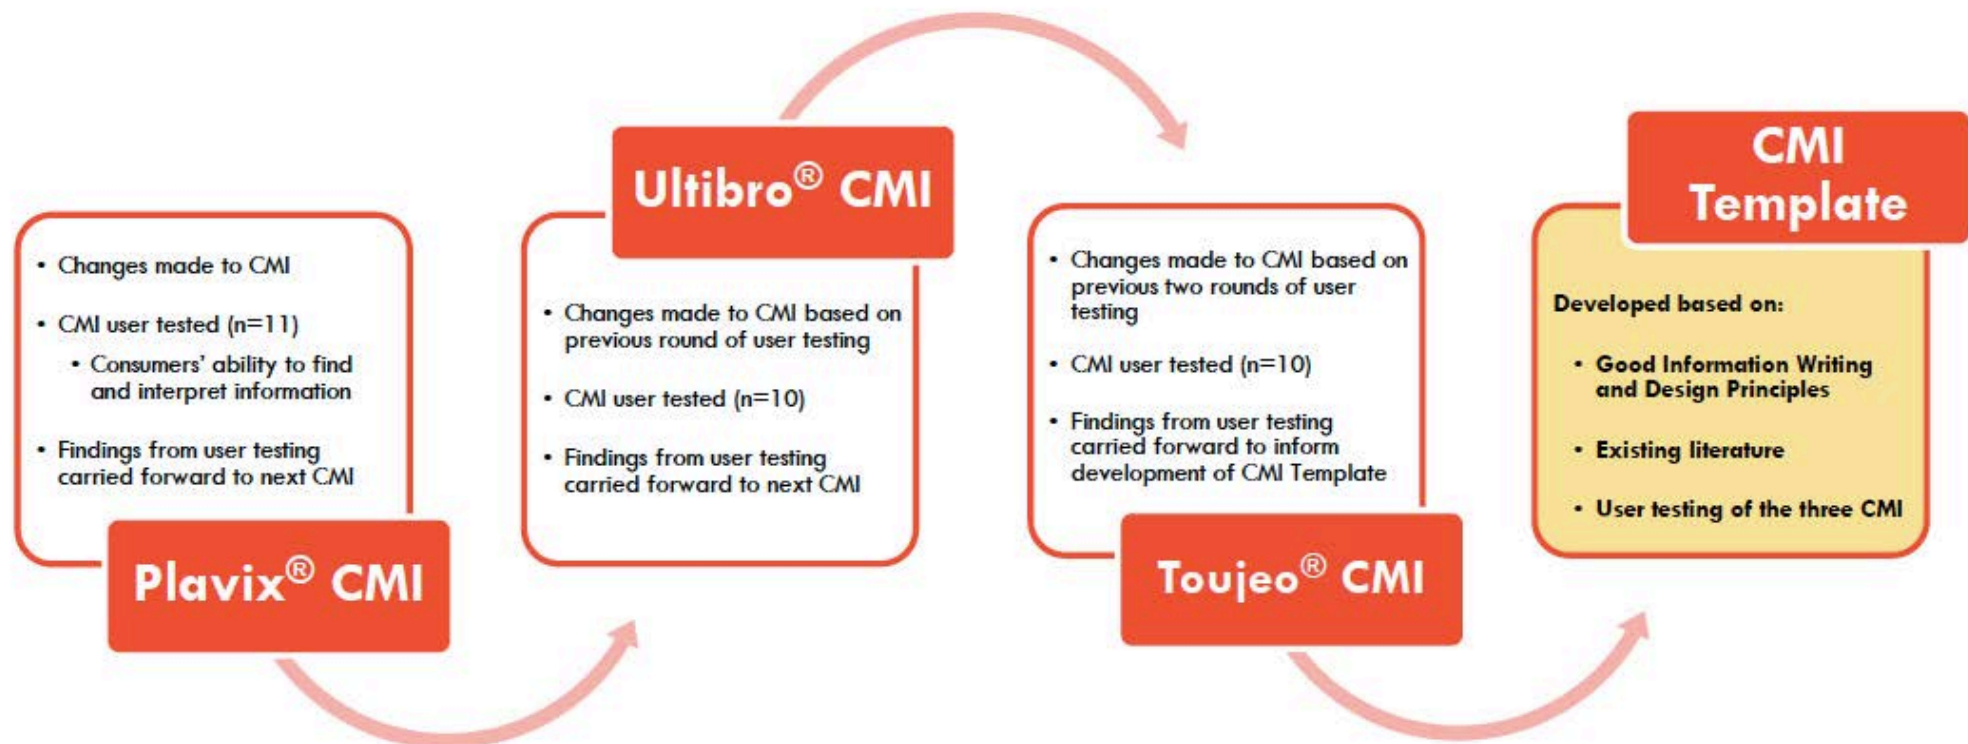 • Changes made to CMI
• CMI user tested (n=11)
• Consumers’ ability to find
and interpret information
• Findings from user testing
carried forward to next CMI
Plavix® CMI
Ultibro® CMI
• Changes made to CMI based on
previous round of user testing
• CMI user tested (n=10)
• Findings from user testing
carried forward to next CMI
• Changes made to CMI based on
previous two rounds of user
testing
• CMI user tested (n=10)
• Findings from user testing
carried forward to inform
development of CMI Template
Toujeo® CMI
CMI
Template
Developed based on:
• Good Information Writing
and Design Principles
• Existing literature
• User testing of the three CMI